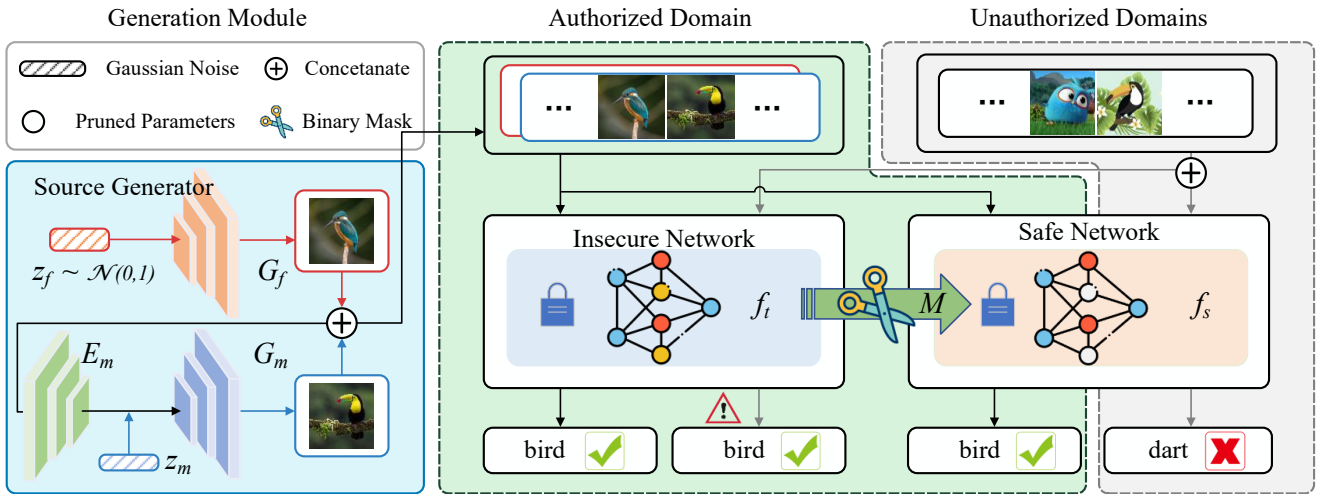 Generation Module
Authorized Domain
Unauthorized Domains
Gaussian Noise
Concetanate
Pruned Parameters
Binary Mask
...
...
...
...
Source Generator
z_f ~ 𝒩(0,1)
G_f
E_m
G_m
z_m
Insecure Network
f_t
M
Safe Network
f_s
bird
bird
bird
dart